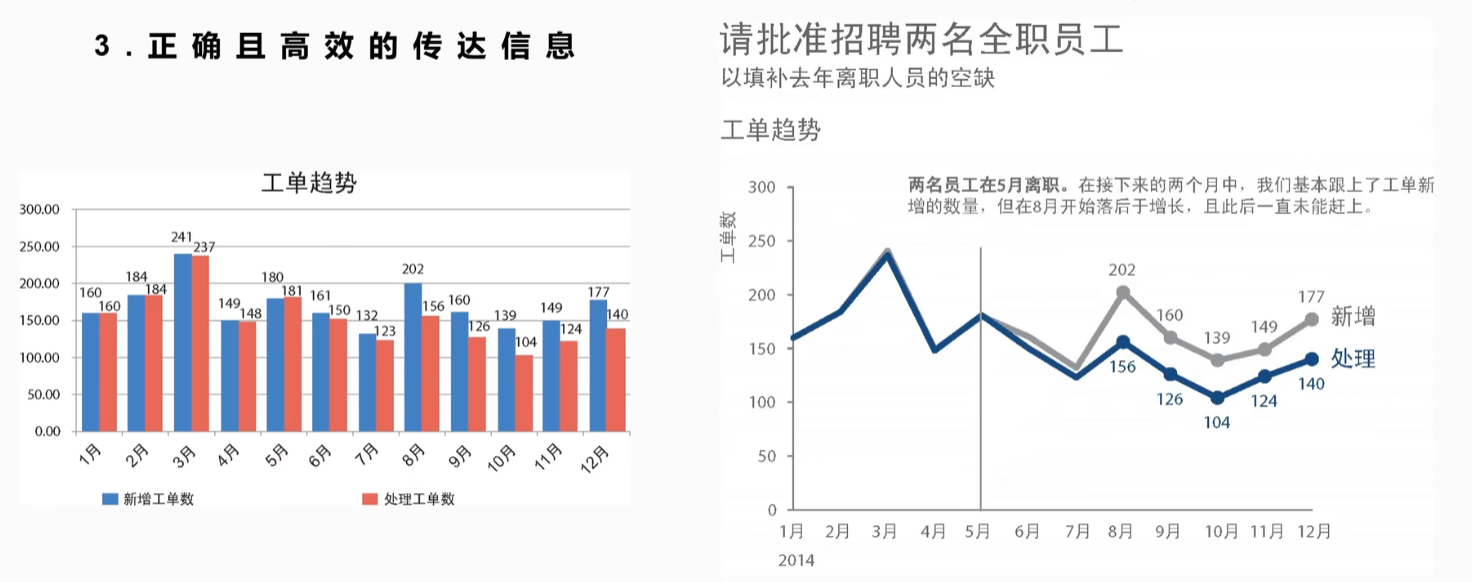 3.正确且高效的传达信息
工单趋势
300.00
250.00
200.00
150.00
100.00
50.00
0.00
160 160
184 184
241 237
149 148
180 181
161 150
132 123
202 156
160 126
139 104
149 124
177 140
1月 2月 3月 4月 5月 6月 7月 8月 9月 10月 11月 12月
新增工单数 处理工单数
请批准招聘两名全职员工
以填补去年离职人员的空缺
工单趋势
两名员工在5月离职。在接下来的两个月中，我们基本跟上了工单新
增的数量，但在8月开始落后于增长，且此后一直未能赶上。
工单数
300
250
200
150
100
50
0
202 160 139 149 177 新增
156 126 104 124 140 处理
1月 2月 3月 4月 5月 6月 7月 8月 9月 10月 11月 12月
2014